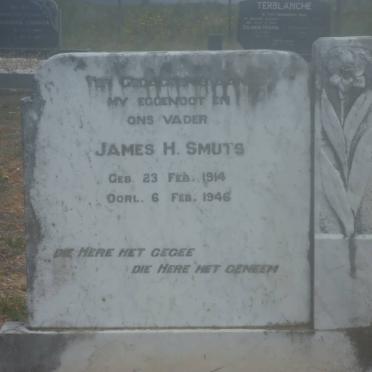 TERBLANCHE
MY EGGENOOT EN
ONS VADER
JAMES H. SMUTS
GEB. 23 FEB. 1914
OORL. 6 FEB. 1946
DIE HERE HET GEGEE
DIE HERE HET GENEEM